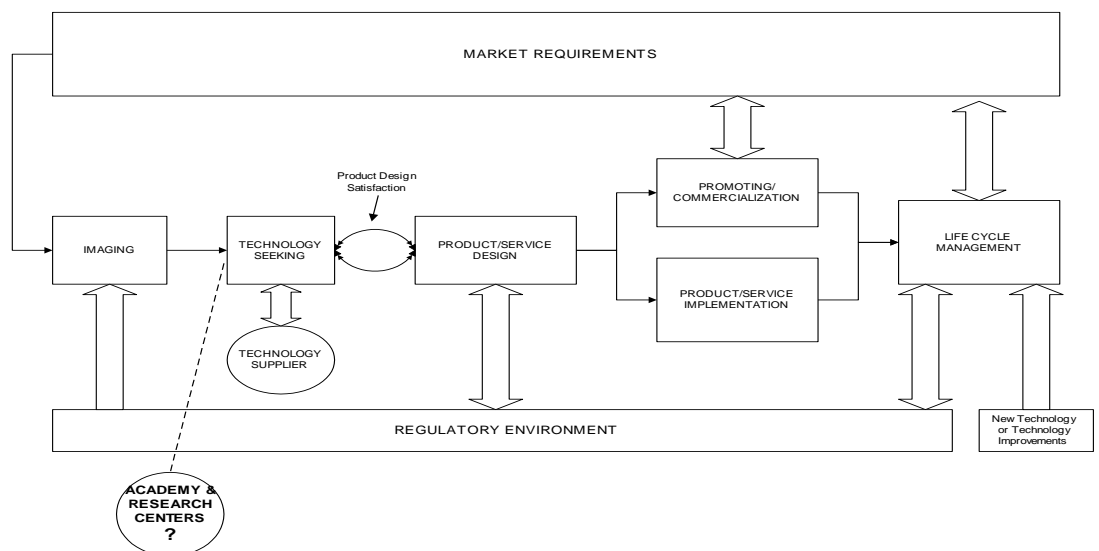 MARKET REQUIREMENTS
Product Design
Satisfaction
PROMOTING/
COMMERCIALIZATION
IMAGING
TECHNOLOGY
SEEKING
PRODUCT/SERVICE
DESIGN
LIFE CYCLE
MANAGEMENT
PRODUCT/SERVICE
IMPLEMENTATION
TECHNOLOGY
SUPPLIER
REGULATORY ENVIRONMENT
New Technology
or Technology
Improvements
ACADEMY &
RESEARCH
CENTERS
?